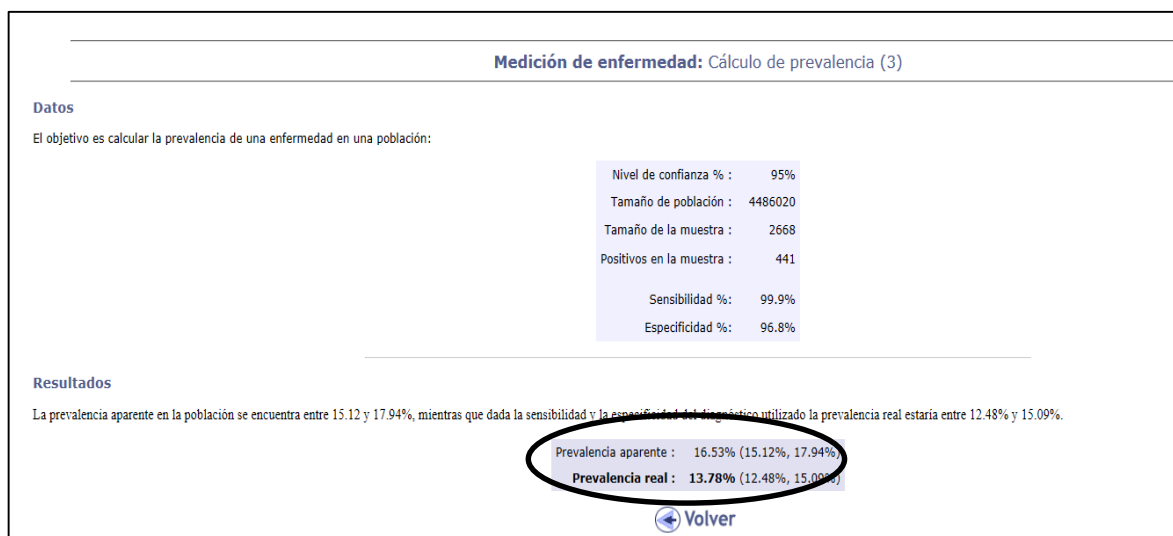 Medición de enfermedad: Cálculo de prevalencia (3)
Datos
El objetivo es calcular la prevalencia de una enfermedad en una población:
Nivel de confianza % : 95%
Tamaño de población : 4486020
Tamaño de la muestra : 2668
Positivos en la muestra : 441
Sensibilidad %: 99.9%
Especificidad %: 96.8%
Resultados
La prevalencia aparente en la población se encuentra entre 15.12 y 17.94%, mientras que dada la sensibilidad y la especificidad del diagnóstico utilizado la prevalencia real estaría entre 12.48% y 15.09%.
Prevalencia aparente : 16.53% (15.12%, 17.94%)
Prevalencia real : 13.78% (12.48%, 15.09%)
Volver